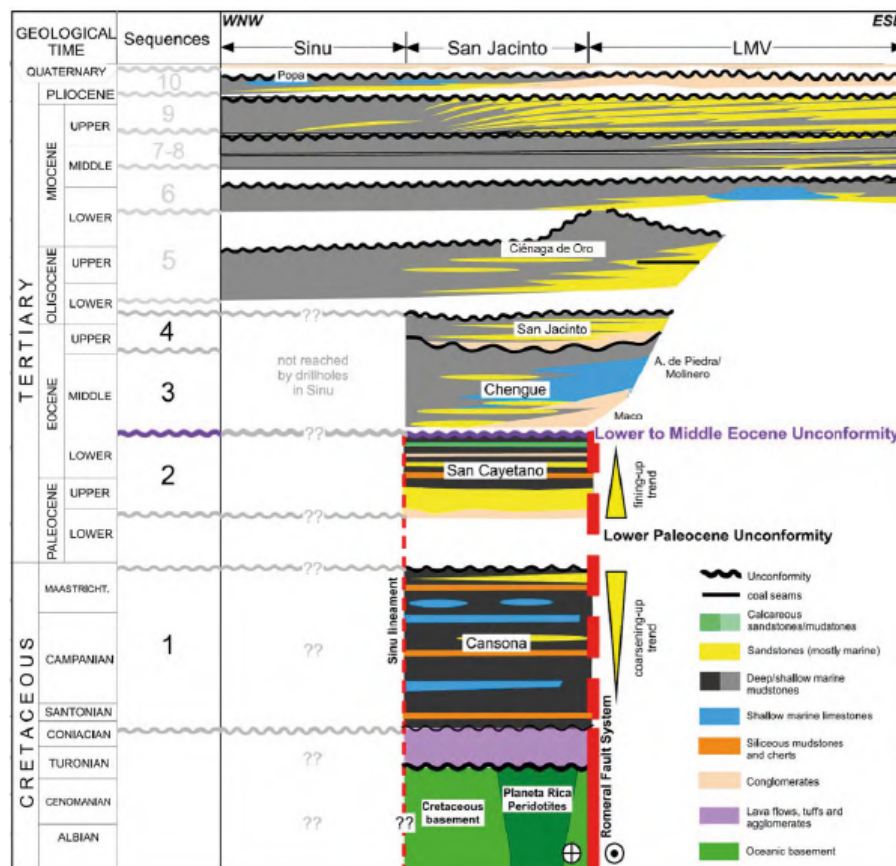 WNW
ESE
GEOLOGICAL TIME
Sequences
Sinu
San Jacinto
LMV
QUATERNARY
10
Popa
PLIOCENE
TERTIARY
MIOCENE
UPPER
9
7-8
MIDDLE
6
LOWER
OLIGOCENE
UPPER
5
Ciénaga de Oro
LOWER
??
EOCENE
UPPER
4
San Jacinto
not reached
by drillholes
in Sinu
A. de Piedra/
Molinero
MIDDLE
3
Chengue
Maco
??
Lower to Middle Eocene Unconformity
LOWER
2
San Cayetano
fining-up
trend
PALEOCENE
UPPER
LOWER
??
Lower Paleocene Unconformity
CRETACEOUS
MAASTRICHT.
??
Sinu lineament
1
Cansona
coarsening-up
trend
CAMPANIAN
??
SANTONIAN
CONIACIAN
??
TURONIAN
??
Romeral Fault System
CENOMANIAN
Cretaceous
basement
Planeta Rica
Peridotites
??
??
ALBIAN
Unconformity
coal seams
Calcareous
sandstones/mudstones
Sandstones (mostly marine)
Deep/shallow marine
mudstones
Shallow marine limestones
Siliceous mudstones
and cherts
Conglomerates
Lava flows, tuffs and
agglomerates
Oceanic basement